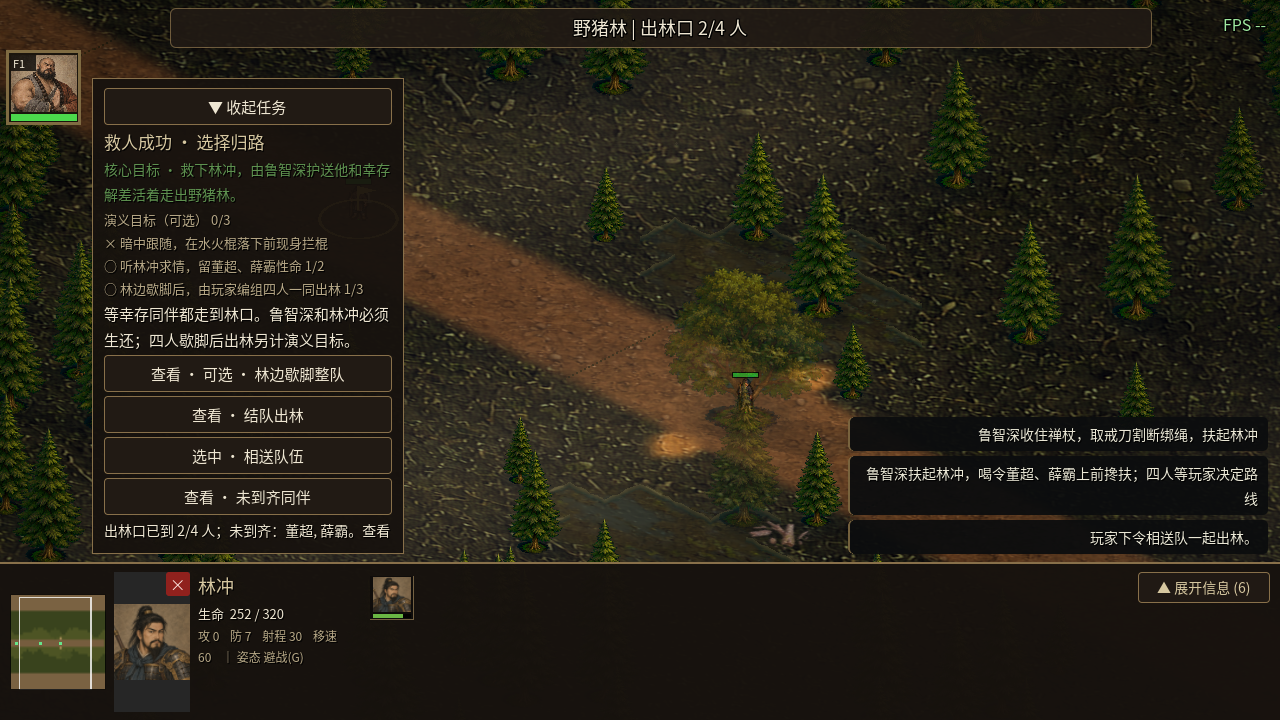 野猪林 | 出林口 2/4 人
FPS --
F1
▼ 收起任务
救人成功 · 选择归路
核心目标 · 救下林冲，由鲁智深护送他和幸存
解差活着走出野猪林。
演义目标（可选） 0/3
× 暗中跟随，在水火棍落下前现身拦棍
○ 听林冲求情，留董超、薛霸性命 1/2
○ 林边歇脚后，由玩家编组四人一同出林 1/3
等幸存同伴都走到林口。鲁智深和林冲必须
生还；四人歇脚后出林另计演义目标。
查看 · 可选 · 林边歇脚整队
查看 · 结队出林
选中 · 相送队伍
查看 · 未到齐同伴
出林口已到 2/4 人；未到齐：董超, 薛霸。查看
鲁智深收住禅杖，取戒刀割断绑绳，扶起林冲
鲁智深扶起林冲，喝令董超、薛霸上前搀扶；四人等玩家决定路
线
玩家下令相送队一起出林。
林冲
生命 252 / 320
攻 0 防 7 射程 30 移速
60 ｜ 姿态 避战(G)
▲ 展开信息 (6)